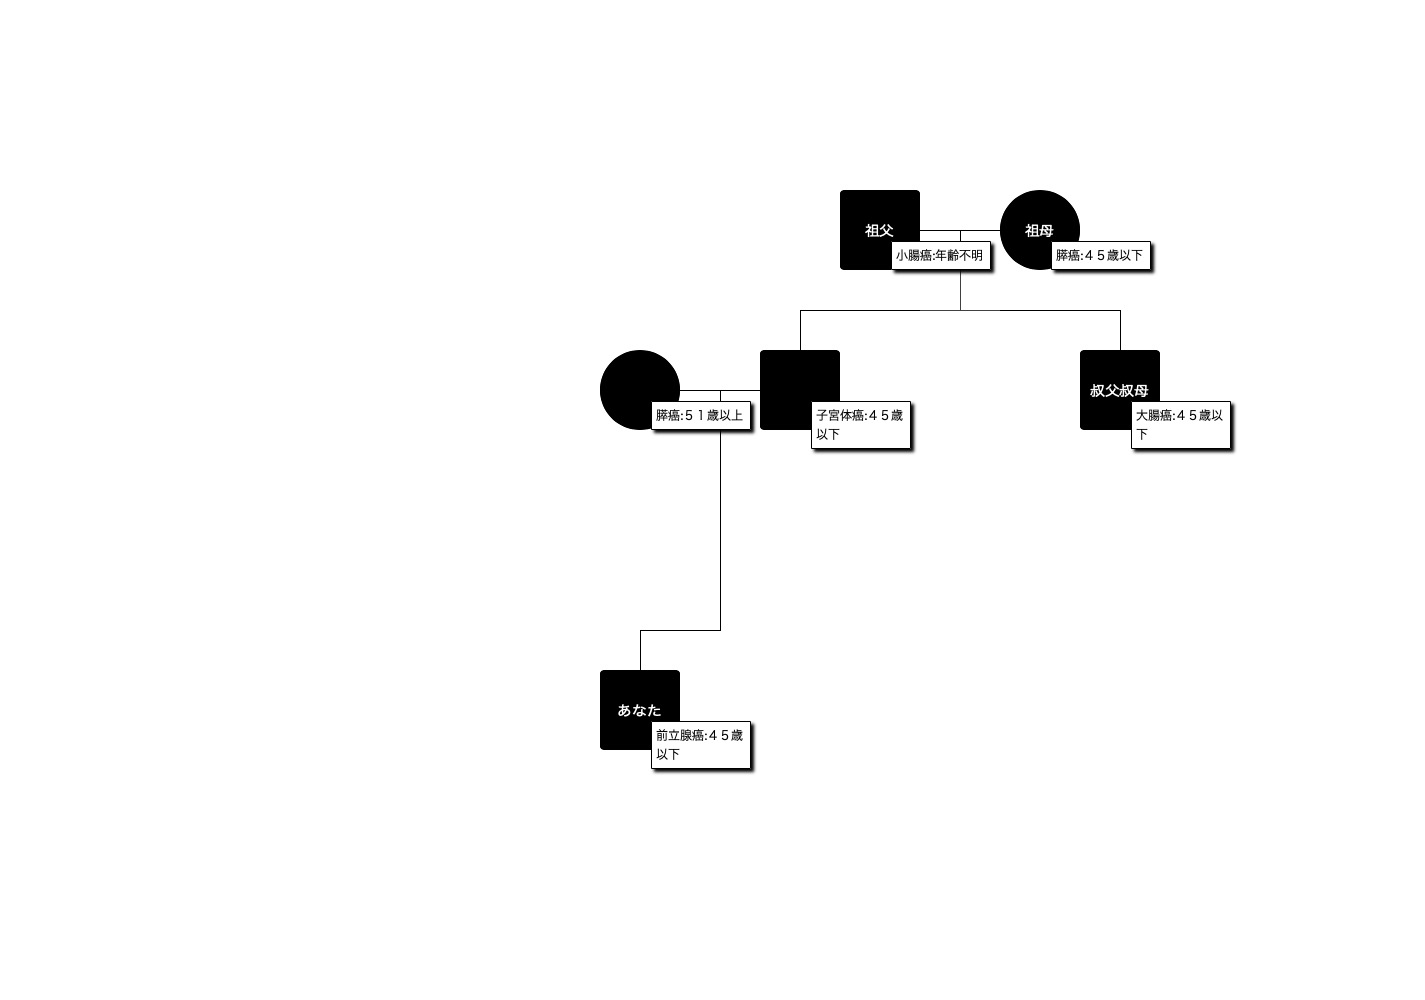 祖父
祖母
小腸癌:年齢不明
膵癌:４５歳以下
叔父叔母
膵癌:５１歳以上
子宮体癌:４５歳
以下
大腸癌:４５歳以
下
あなた
前立腺癌:４５歳
以下